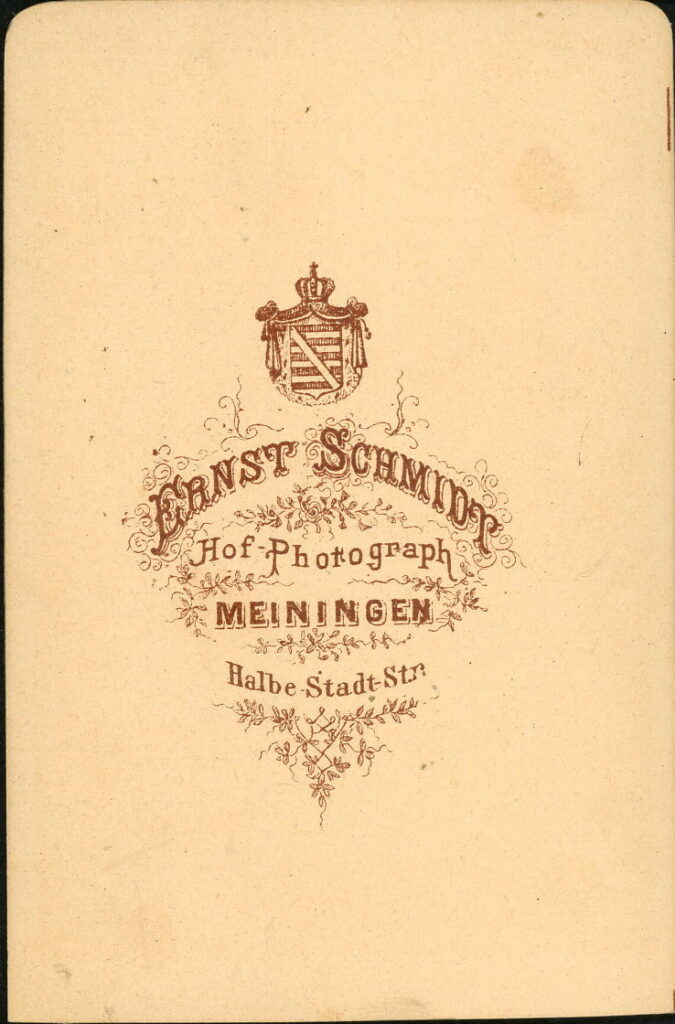 ERNST SCHMIDT
Hof-Photograph
MEININGEN
Halbe-Stadt-Str.